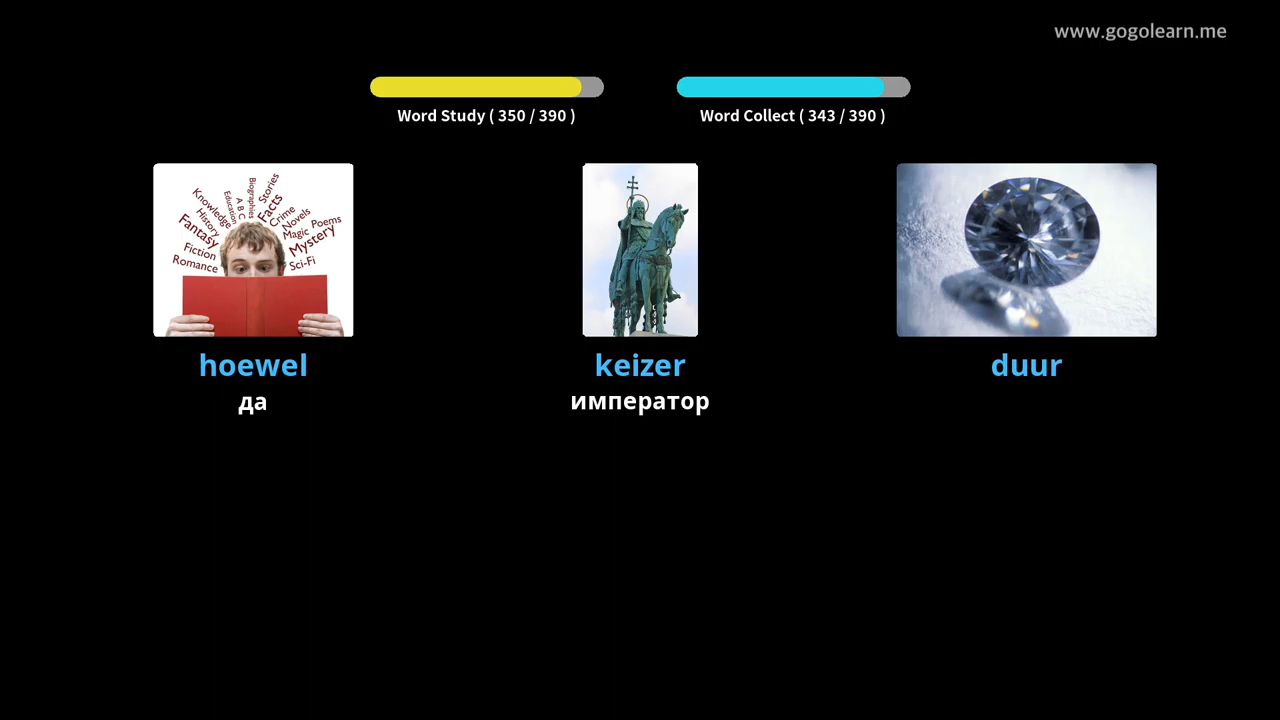 www.gogolearn.me
Word Study ( 350 / 390 )
Word Collect ( 343 / 390 )
Knowledge
Education
A B C
Biographies
Stories
Facts
History
Crime
Novels
Fantasy
Magic
Poems
Mystery
Fiction
Romance
Sci-Fi
hoewel
keizer
duur
да
император